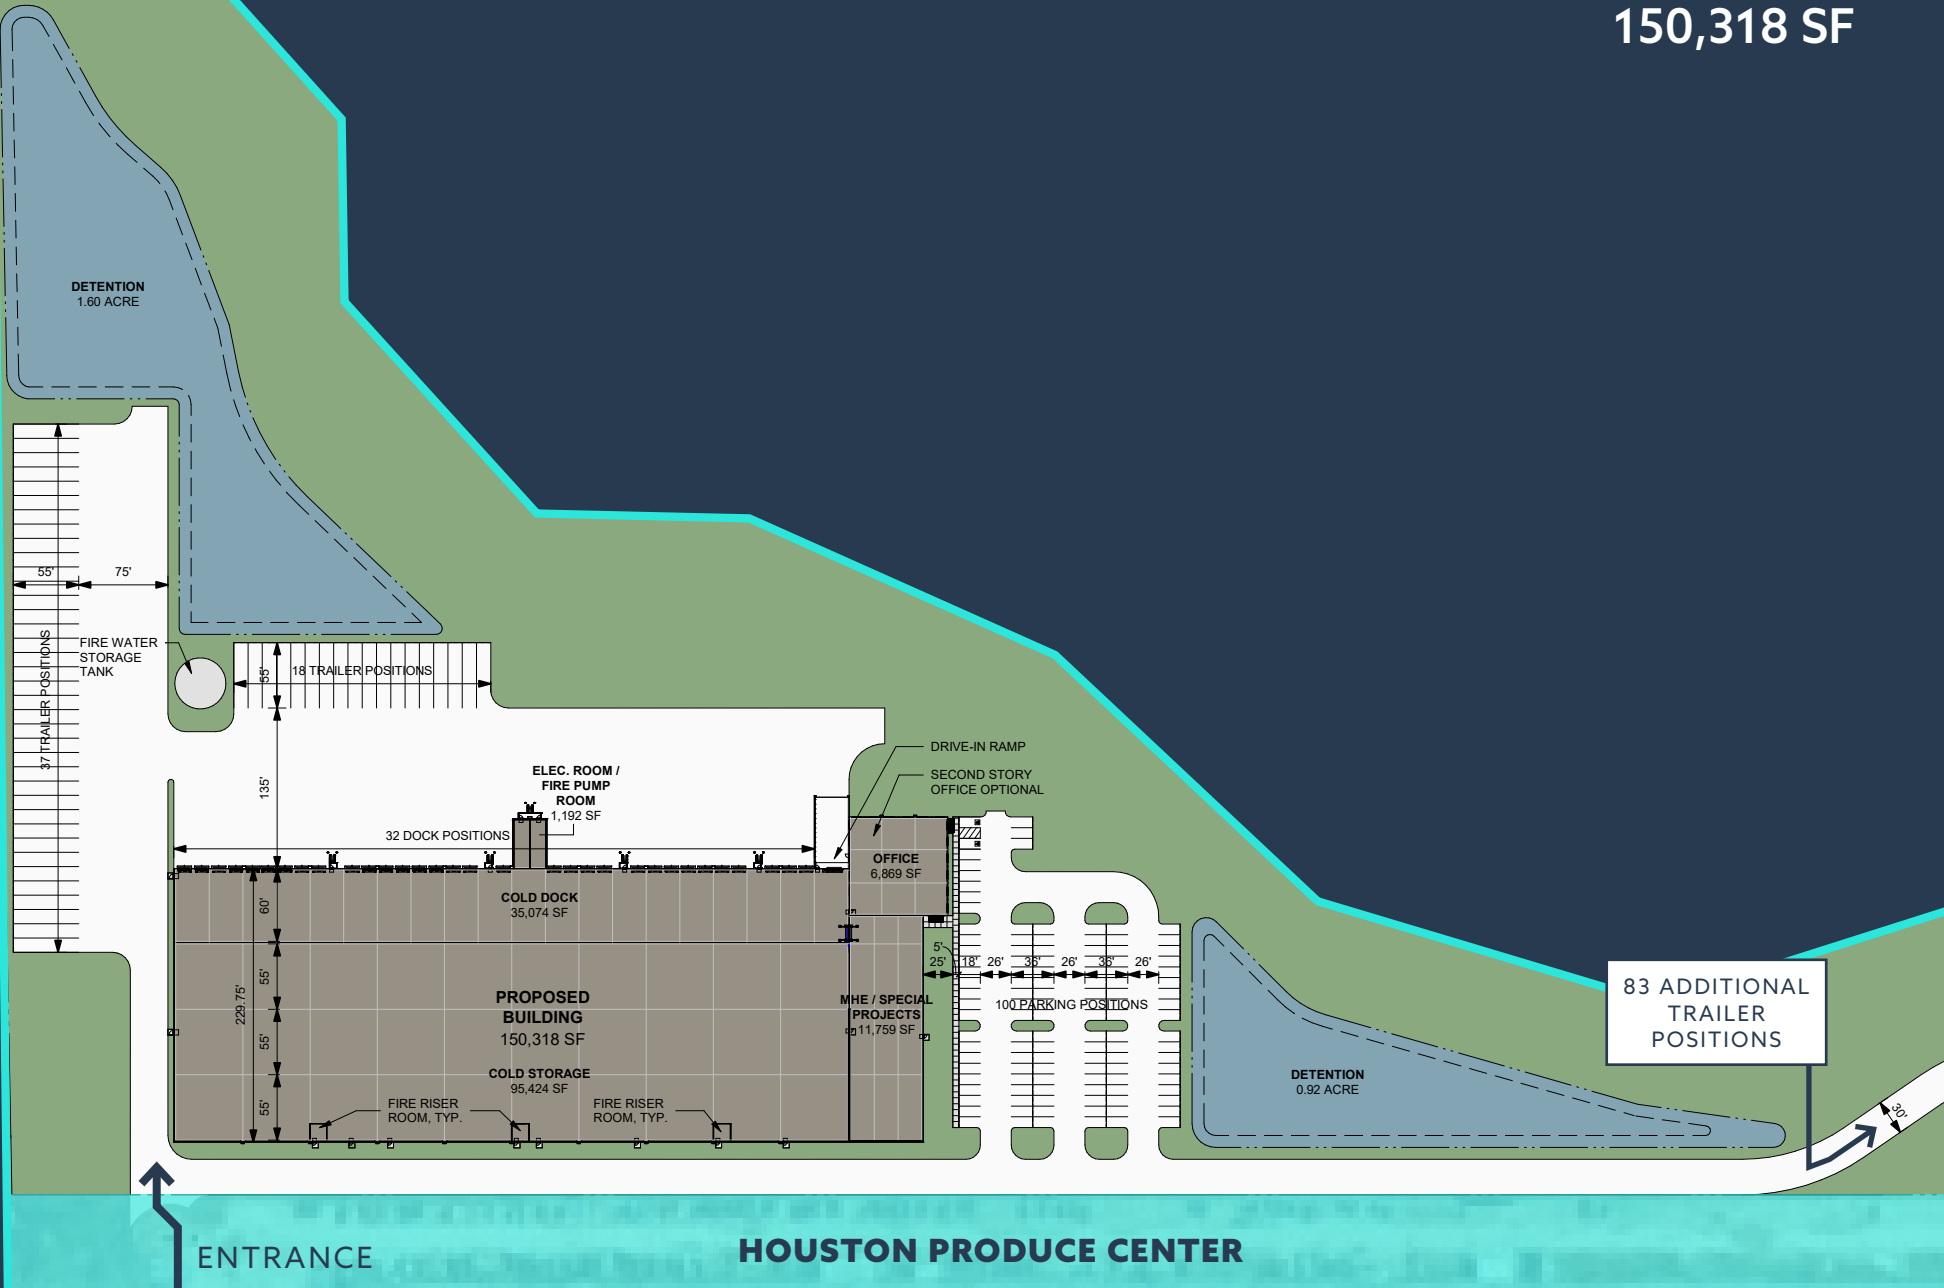 150,318 SF
DETENTION
1.60 ACRE
55'
75'
37 TRAILER POSITIONS
FIRE WATER
STORAGE
TANK
55'
18 TRAILER POSITIONS
135'
ELEC. ROOM /
FIRE PUMP
ROOM
1,192 SF
32 DOCK POSITIONS
DRIVE-IN RAMP
SECOND STORY
OFFICE OPTIONAL
OFFICE
6,869 SF
COLD DOCK
35,074 SF
60'
55'
55'
55'
229.75'
PROPOSED
BUILDING
150,318 SF
COLD STORAGE
95,424 SF
MHE / SPECIAL
PROJECTS
11,759 SF
FIRE RISER
ROOM, TYP.
FIRE RISER
ROOM, TYP.
5'
25'
18'
26'
36'
26'
36'
26'
100 PARKING POSITIONS
DETENTION
0.92 ACRE
83 ADDITIONAL
TRAILER
POSITIONS
30'
ENTRANCE
HOUSTON PRODUCE CENTER